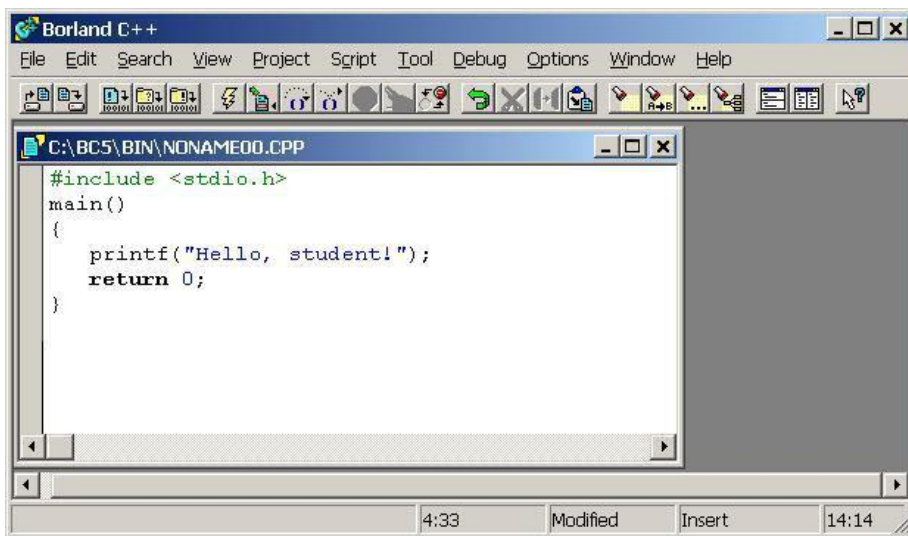 Borland C++
File Edit Search View Project Script Tool Debug Options Window Help
C:\BC5\BIN\NONAME00.CPP
#include <stdio.h>
main()
{
printf("Hello, student!");
return 0;
}
4:33 Modified Insert 14:14